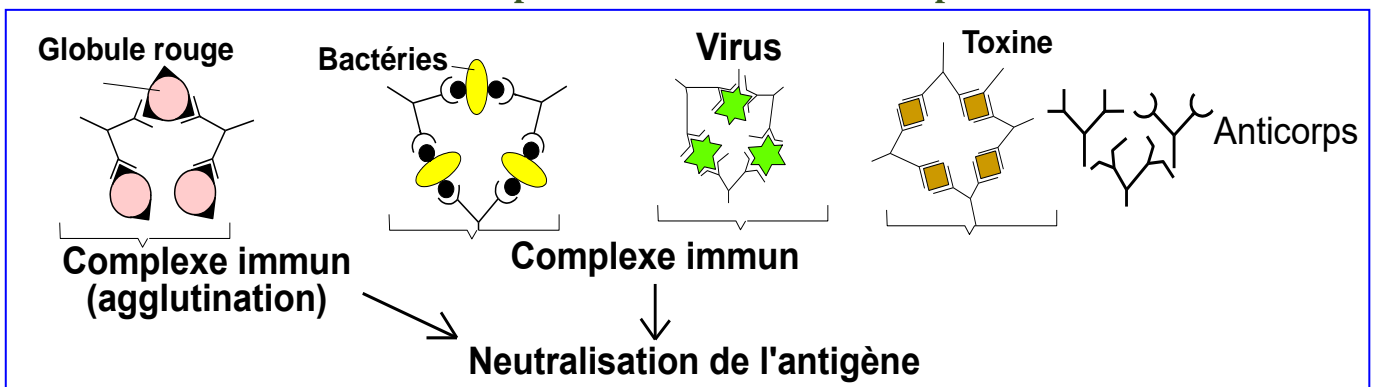 Globule rouge
Bactéries
Virus
Toxine
Anticorps
Complexe immun
(agglutination)
Complexe immun
Neutralisation de l'antigène